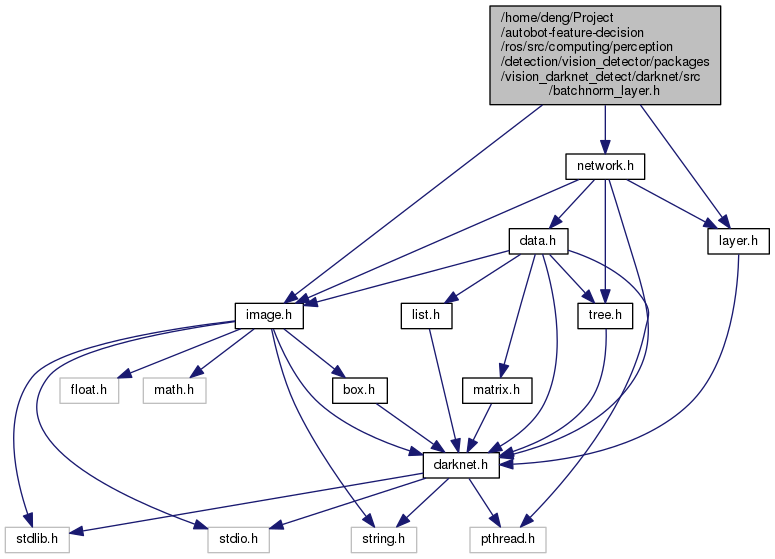 /home/deng/Project
/autobot-feature-decision
/ros/src/computing/perception
/detection/vision_detector/packages
/vision_darknet_detect/darknet/src
/batchnorm_layer.h
network.h
data.h
layer.h
image.h
list.h
tree.h
float.h
math.h
box.h
matrix.h
darknet.h
stdlib.h
stdio.h
string.h
pthread.h